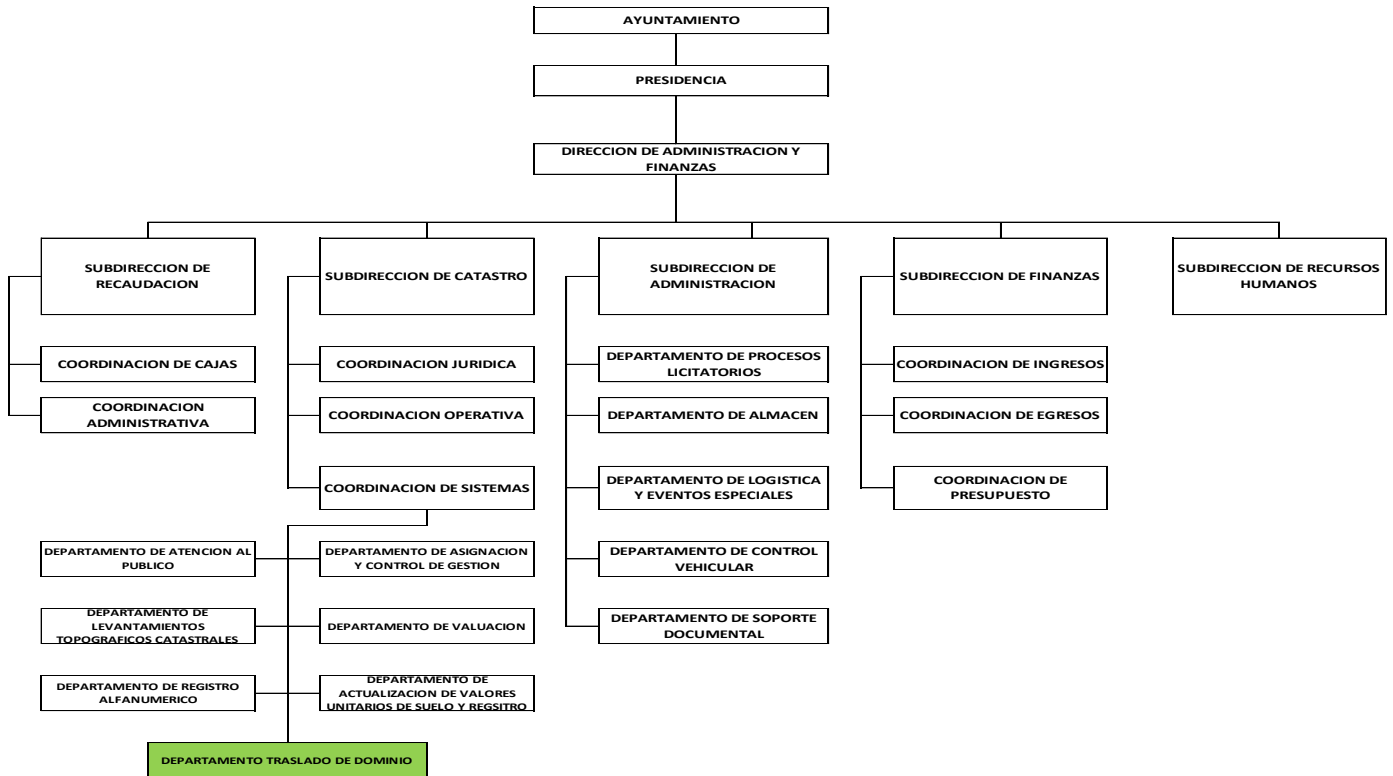 AYUNTAMIENTO
PRESIDENCIA
DIRECCION DE ADMINISTRACION Y
FINANZAS
SUBDIRECCION DE
RECAUDACION
SUBDIRECCION DE CATASTRO
SUBDIRECCION DE
ADMINISTRACION
SUBDIRECCION DE FINANZAS
SUBDIRECCION DE RECURSOS
HUMANOS
COORDINACION DE CAJAS
COORDINACION JURIDICA
DEPARTAMENTO DE PROCESOS
LICITATORIOS
COORDINACION DE INGRESOS
COORDINACION
ADMINISTRATIVA
COORDINACION OPERATIVA
DEPARTAMENTO DE ALMACEN
COORDINACION DE EGRESOS
COORDINACION DE SISTEMAS
DEPARTAMENTO DE LOGISTICA
Y EVENTOS ESPECIALES
COORDINACION DE
PRESUPUESTO
DEPARTAMENTO DE ATENCION AL
PUBLICO
DEPARTAMENTO DE ASIGNACION
Y CONTROL DE GESTION
DEPARTAMENTO DE CONTROL
VEHICULAR
DEPARTAMENTO DE
LEVANTAMIENTOS
TOPOGRAFICOS CATASTRALES
DEPARTAMENTO DE VALUACION
DEPARTAMENTO DE SOPORTE
DOCUMENTAL
DEPARTAMENTO DE REGISTRO
ALFANUMERICO
DEPARTAMENTO DE
ACTUALIZACION DE VALORES
UNITARIOS DE SUELO Y REGSITRO
DEPARTAMENTO TRASLADO DE DOMINIO